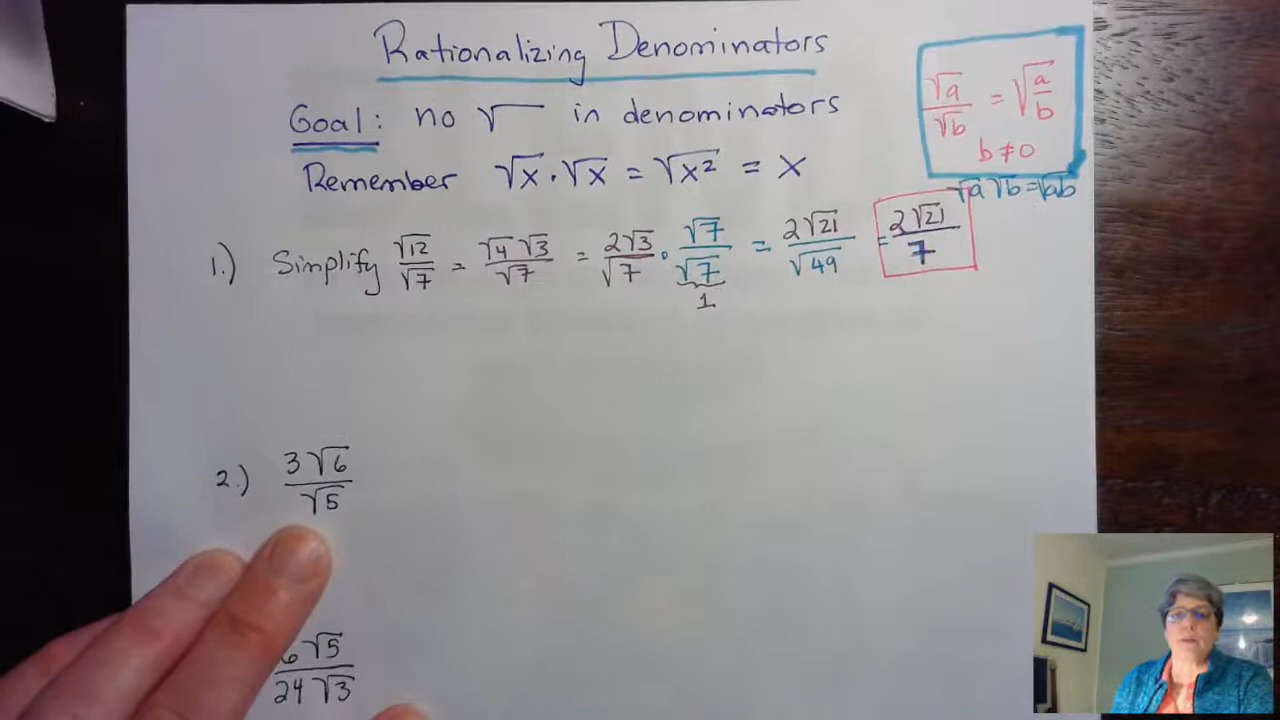 Rationalizing Denominators
Goal: no √ in denominators
Remember √x · √x = √x² = x
√a/√b = √(a/b)
b ≠ 0
√a √b = √ab
1.) Simplify √12/√7 = √4 √3/√7 = 2√3/√7 · √7/√7 = 2√21/√49 = 2√21/7
1
2.) 3√6/√5
6√5/24√3